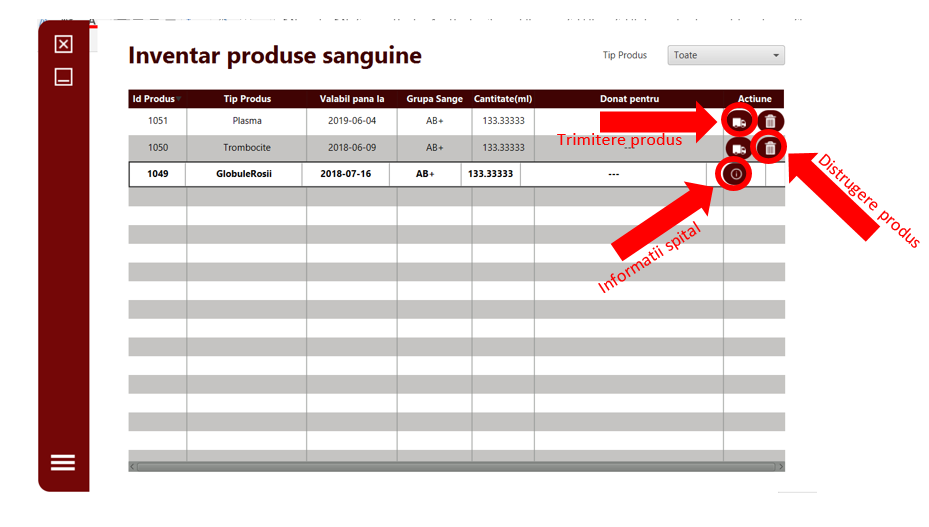 Inventar produse sanguine
Tip Produs Toate
Id Produs Tip Produs Valabil pana la Grupa Sange Cantitate(ml) Donat pentru Actiune
1051 Plasma 2019-06-04 AB+ 133.33333
Trimitere produs
1050 Trombocite 2018-06-09 AB+ 133.33333 ---
1049 GlobuleRosii 2018-07-16 AB+ 133.33333 ---
Distrugere produs
Informatii spital